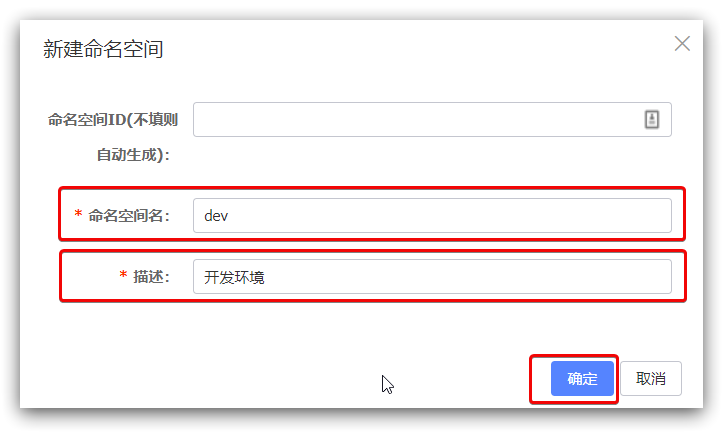 新建命名空间
命名空间ID(不填则
自动生成)：
* 命名空间名：
dev
* 描述：
开发环境
确定
取消